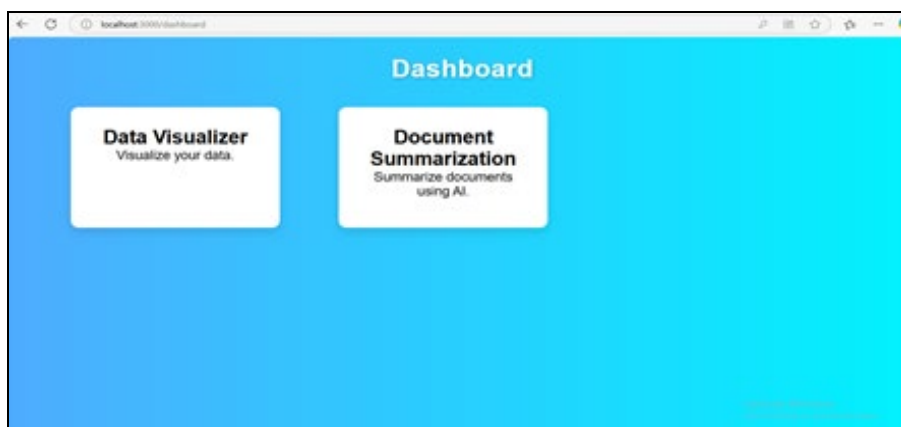 localhost:3000/dashboard
Dashboard
Data Visualizer
Visualize your data.
Document
Summarization
Summarize documents
using AI.